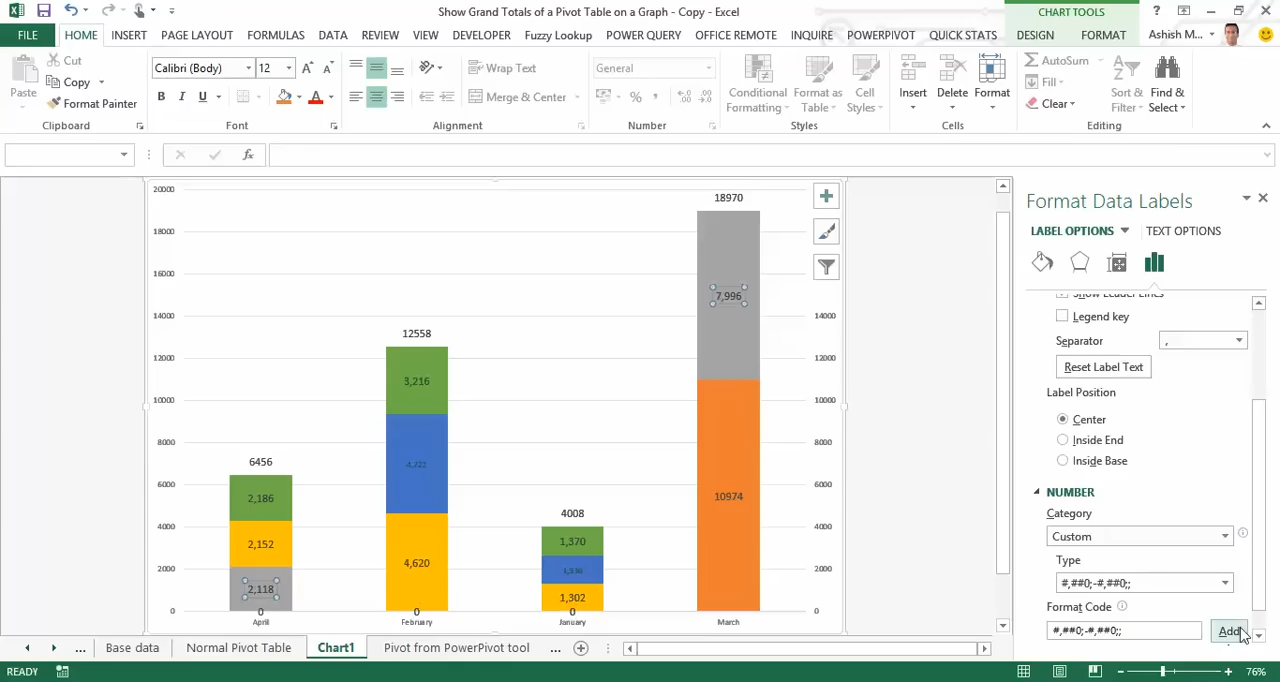 Show Grand Totals of a Pivot Table on a Graph - Copy - Excel
CHART TOOLS
FILE HOME INSERT PAGE LAYOUT FORMULAS DATA REVIEW VIEW DEVELOPER Fuzzy Lookup POWER QUERY OFFICE REMOTE INQUIRE POWERPIVOT QUICK STATS DESIGN FORMAT Ashish M...
Paste
Cut
Copy
Format Painter
Clipboard
Calibri (Body) 12
B I U
Font
Wrap Text
Merge & Center
Alignment
General
%
Number
Conditional Formatting
Format as Table
Cell Styles
Styles
Insert Delete Format
Cells
AutoSum
Fill
Clear
Sort & Filter
Find & Select
Editing
fx
20000
18000
16000
14000
12000
10000
8000
6000
4000
2000
0
6456
2,186
2,152
2,118
0
April
12558
3,216
4,722
4,620
0
February
4008
1,370
1,302
0
January
18970
7,996
10974
March
14000
12000
10000
8000
6000
4000
2000
0
Format Data Labels
LABEL OPTIONS TEXT OPTIONS
Show Leader Lines
Legend key
Separator ,
Reset Label Text
Label Position
Center
Inside End
Inside Base
NUMBER
Category
Custom
Type
#,##0;-#,##0;;
Format Code
#,##0;-#,##0;; Add
... Base data Normal Pivot Table Chart1 Pivot from PowerPivot tool ...
READY
76%